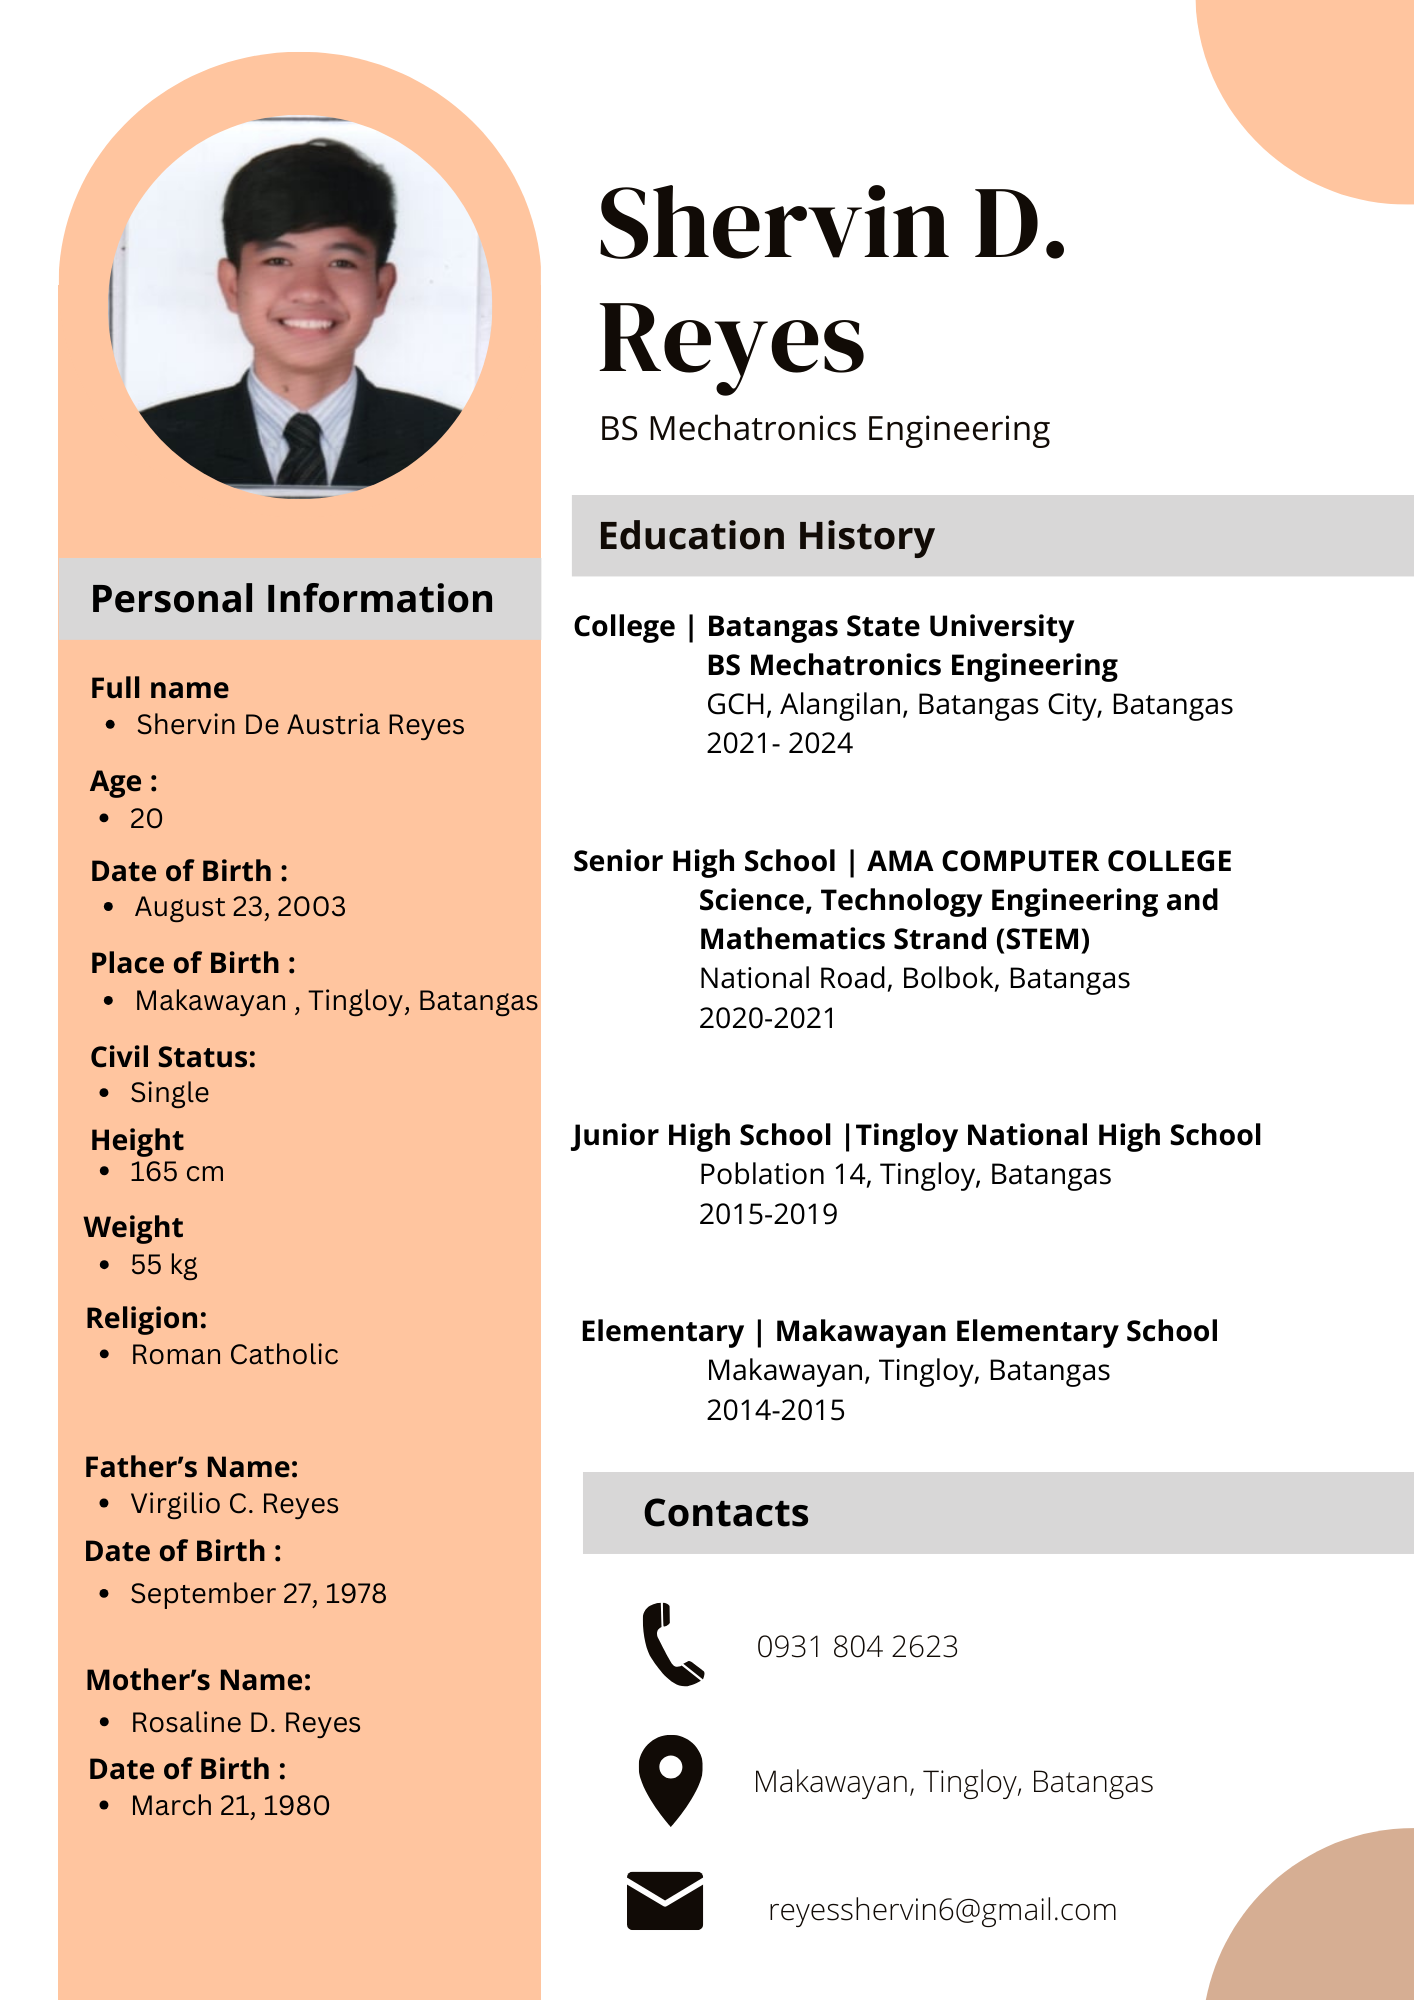 Shervin D.
Reyes
BS Mechatronics Engineering
Personal Information
Full name
• Shervin De Austria Reyes
Age :
• 20
Date of Birth :
• August 23, 2003
Place of Birth :
• Makawayan , Tingloy, Batangas
Civil Status:
• Single
Height
• 165 cm
Weight
• 55 kg
Religion:
• Roman Catholic
Father’s Name:
• Virgilio C. Reyes
Date of Birth :
• September 27, 1978
Mother’s Name:
• Rosaline D. Reyes
Date of Birth :
• March 21, 1980
Education History
College | Batangas State University
BS Mechatronics Engineering
GCH, Alangilan, Batangas City, Batangas
2021- 2024
Senior High School | AMA COMPUTER COLLEGE
Science, Technology Engineering and
Mathematics Strand (STEM)
National Road, Bolbok, Batangas
2020-2021
Junior High School |Tingloy National High School
Poblation 14, Tingloy, Batangas
2015-2019
Elementary | Makawayan Elementary School
Makawayan, Tingloy, Batangas
2014-2015
Contacts
0931 804 2623
Makawayan, Tingloy, Batangas
reyesshervin6@gmail.com